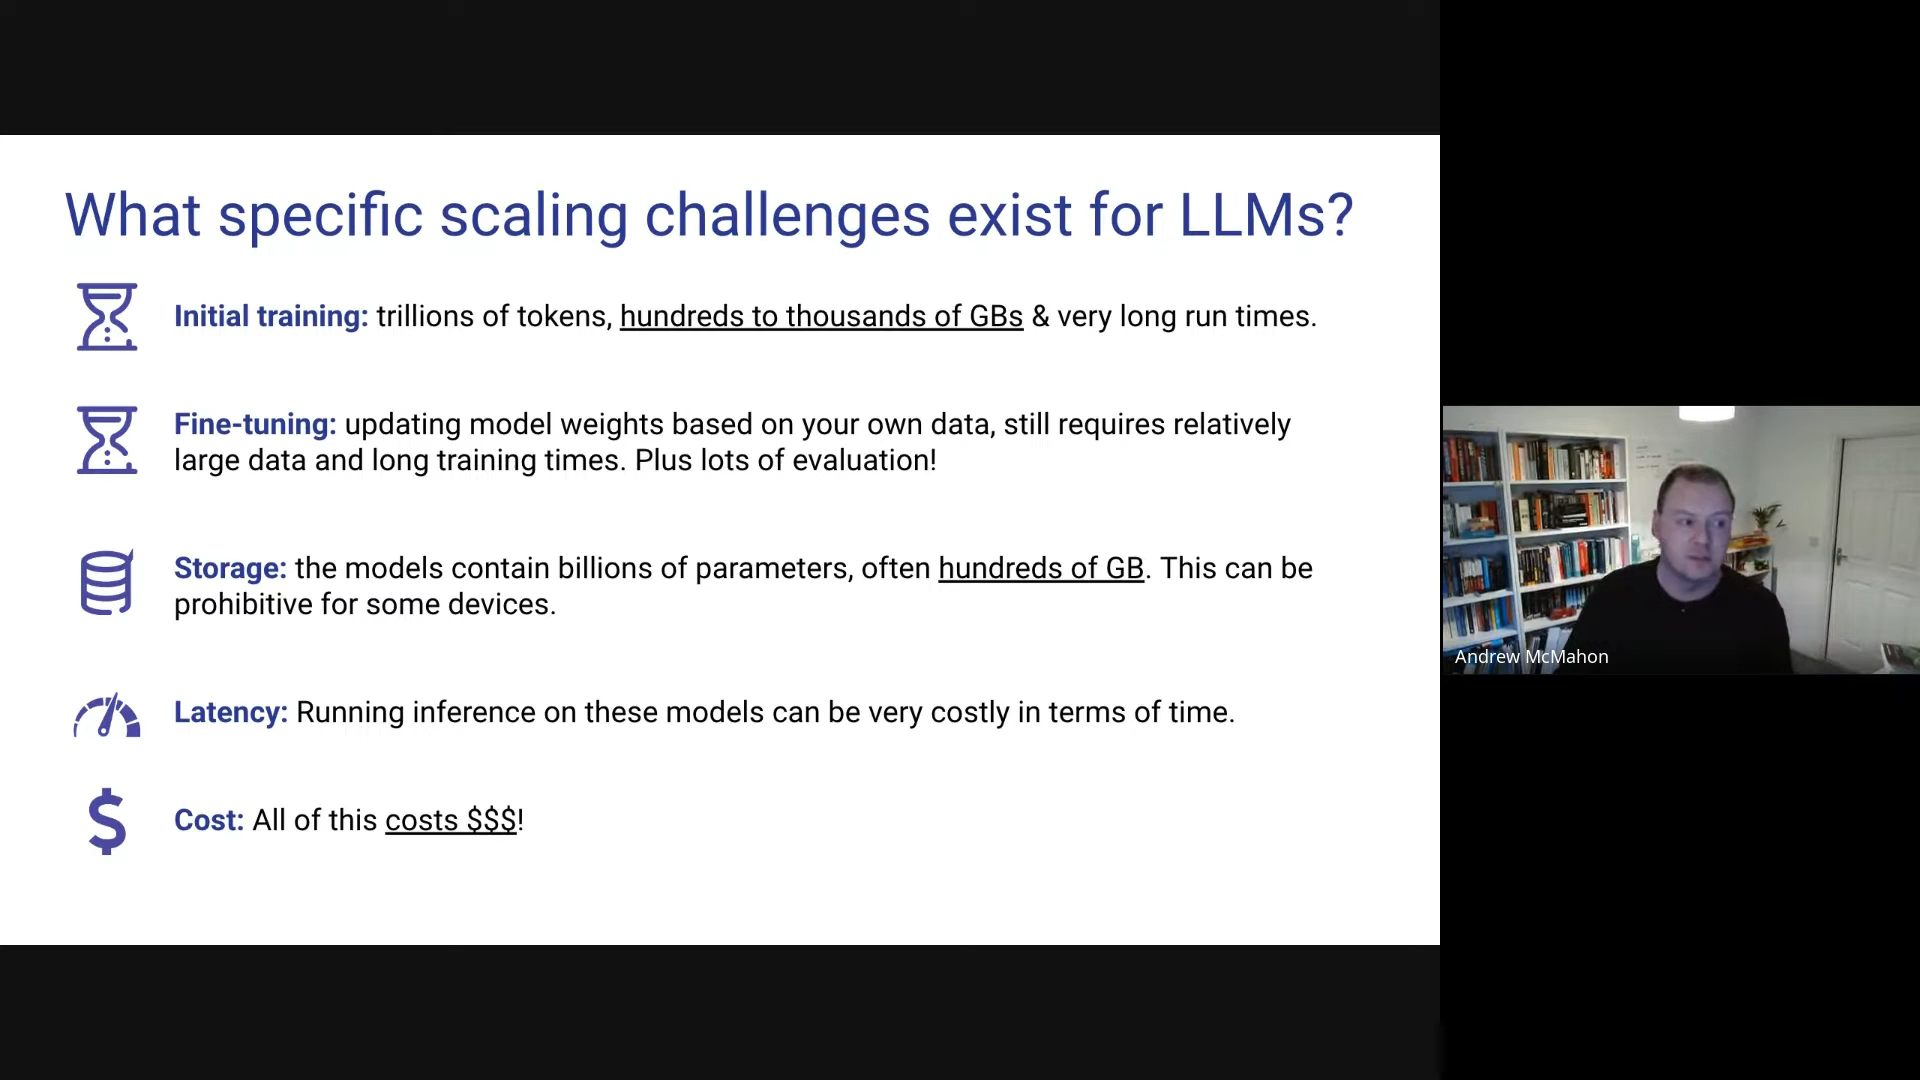 What specific scaling challenges exist for LLMs?
Initial training: trillions of tokens, hundreds to thousands of GBs & very long run times.
Fine-tuning: updating model weights based on your own data, still requires relatively
large data and long training times. Plus lots of evaluation!
Storage: the models contain billions of parameters, often hundreds of GB. This can be
prohibitive for some devices.
Latency: Running inference on these models can be very costly in terms of time.
$
Cost: All of this costs $$$!
Andrew McMahon